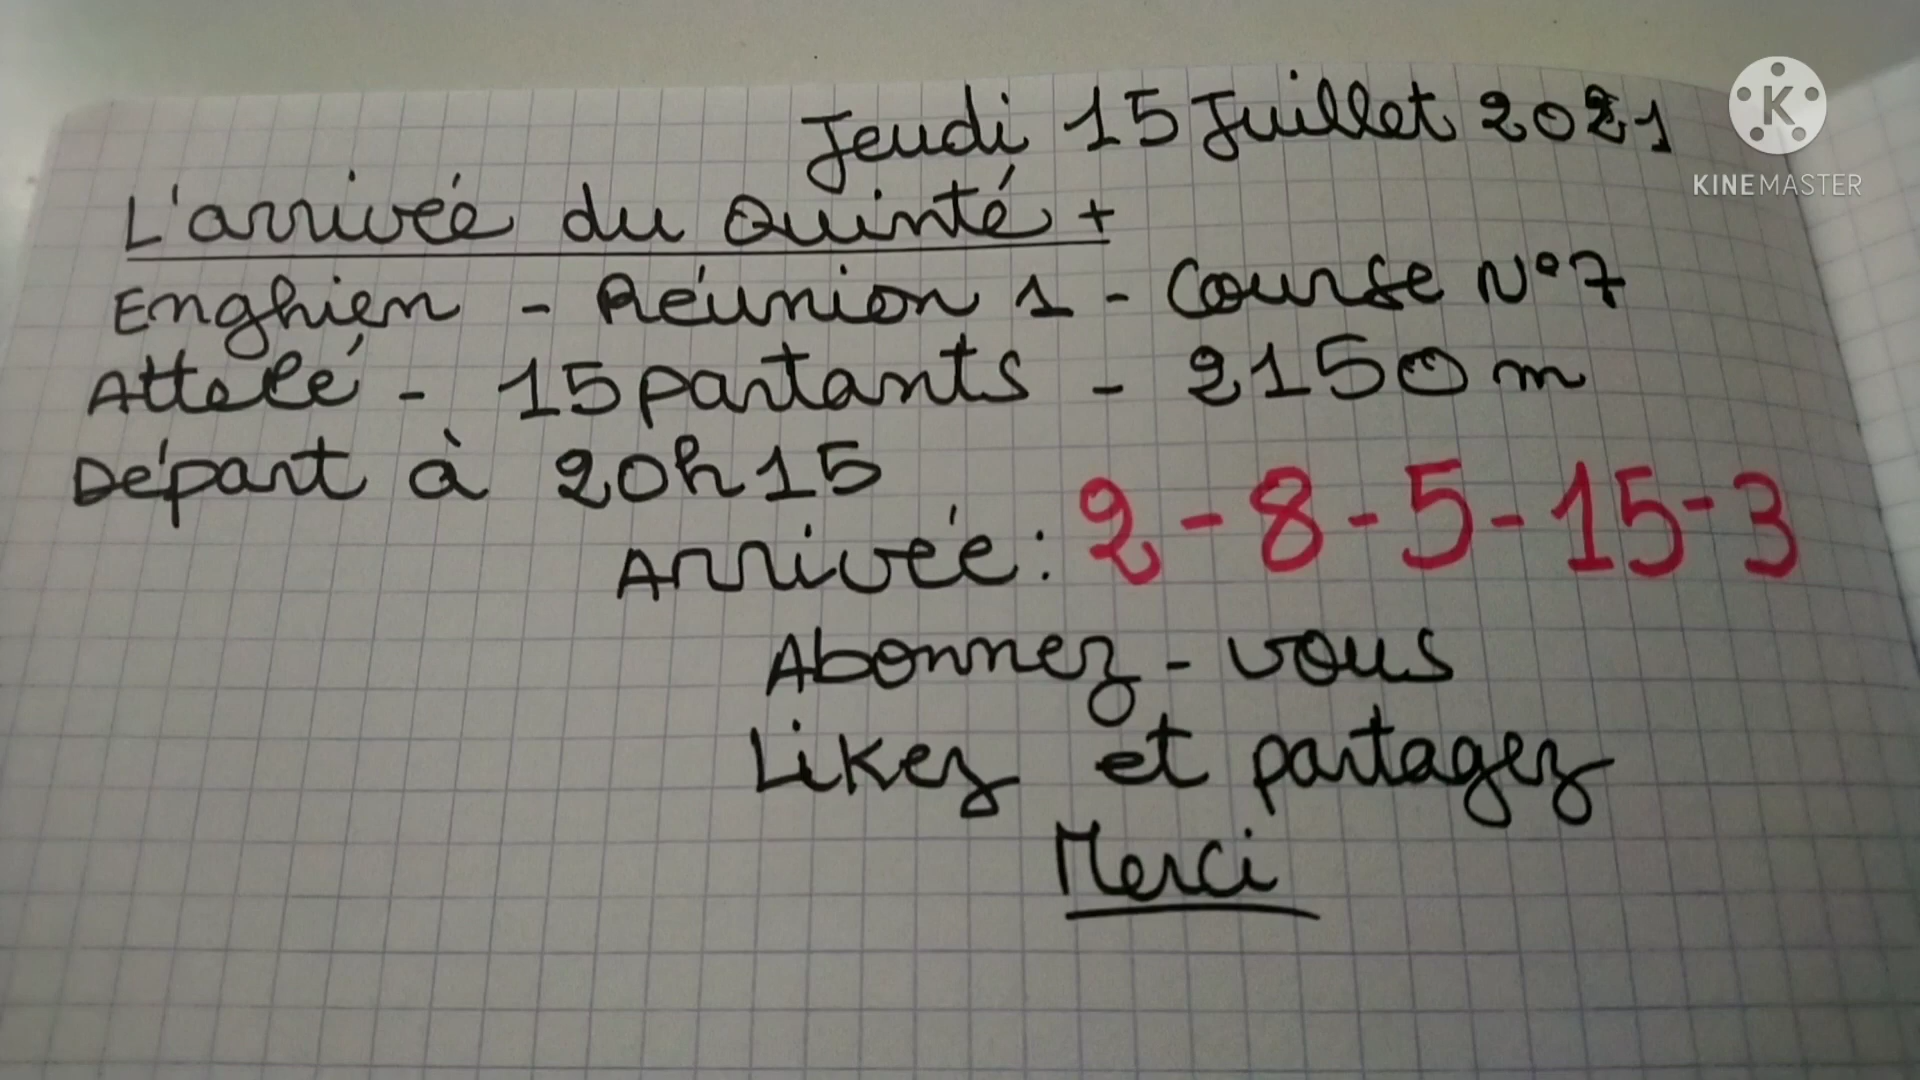 Jeudi 15 Juillet 2021
L'arrivée du Quinté +
Enghien - Réunion 1 - Course N°7
Attelé - 15 partants - 2150 m
Départ à 20h15
Arrivée : 2 - 8 - 5 - 15 - 3
Abonnez - vous
Likez et partagez
Merci
K
KINEMASTER